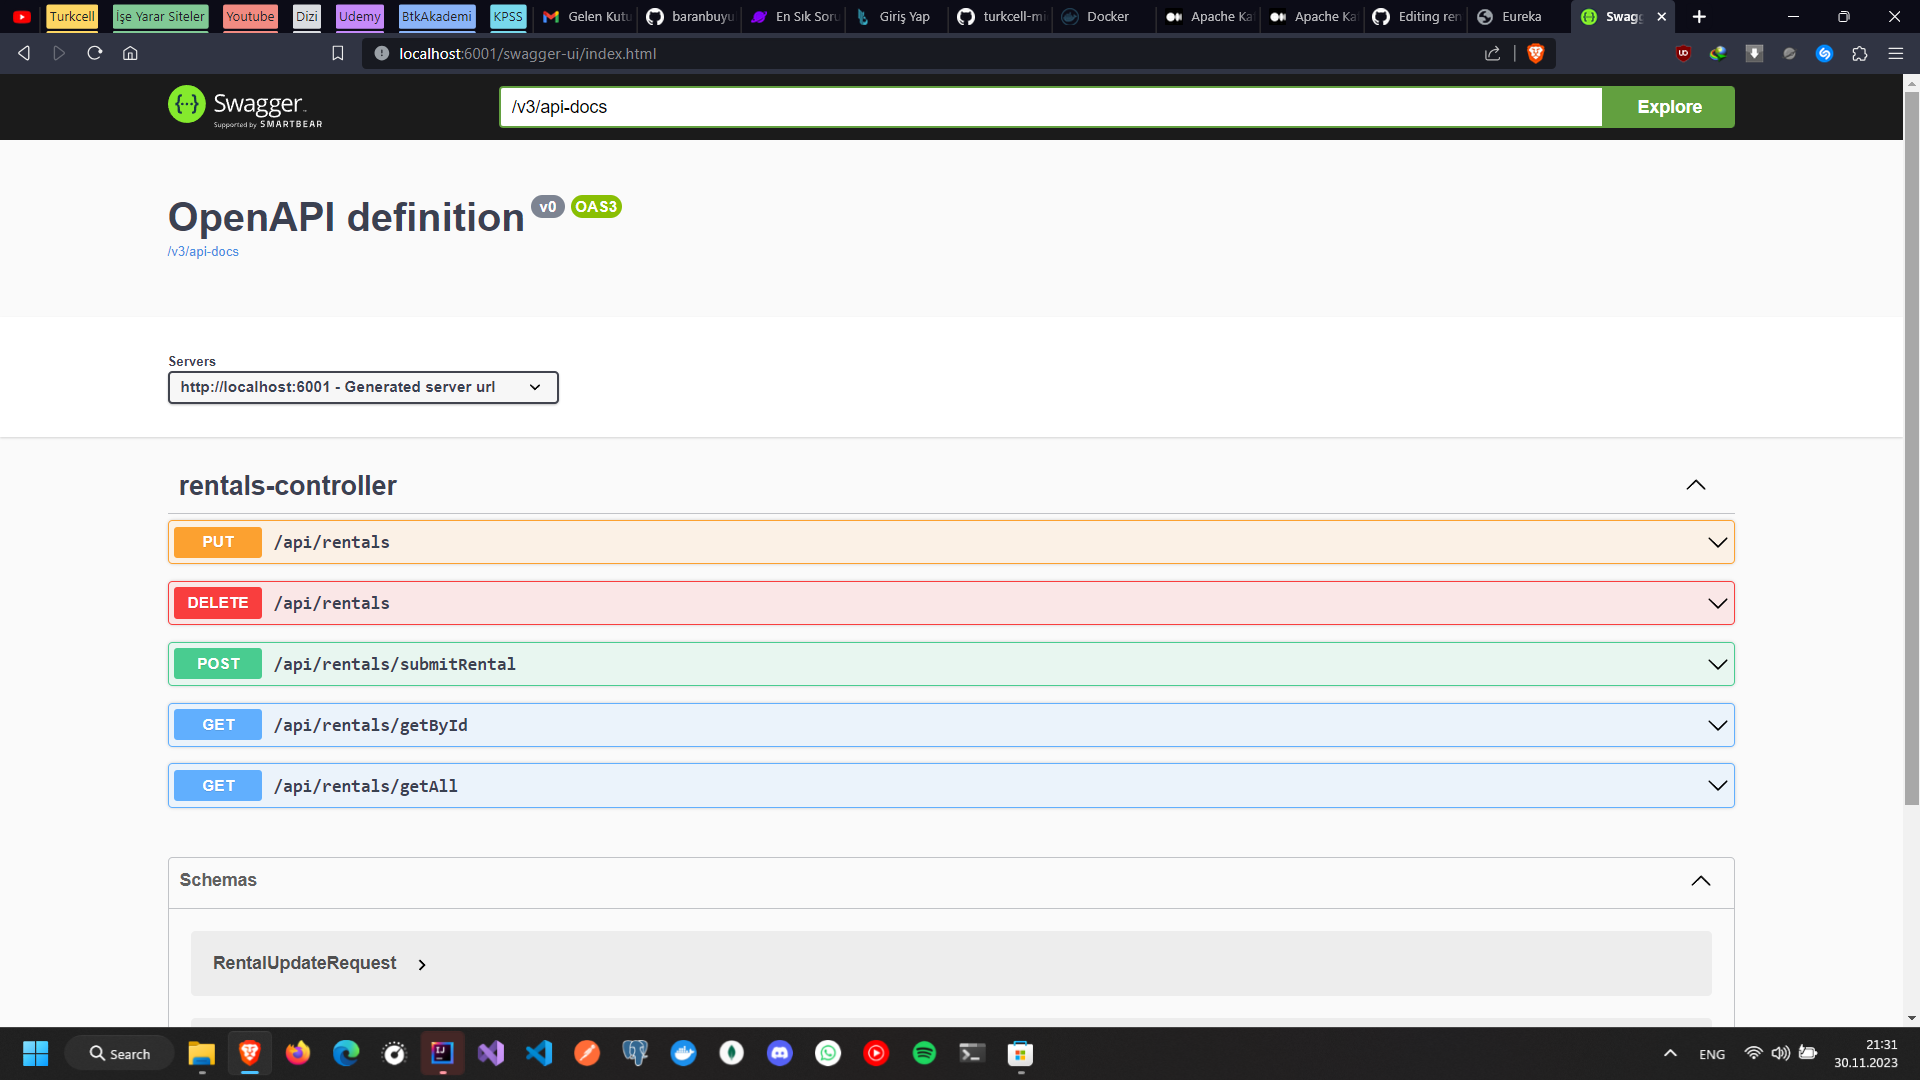 Turkcell
İşe Yarar Siteler
Youtube
Dizi
Udemy
BtkAkademi
KPSS
Gelen Kutu
baranbuyu
En Sık Soru
Giriş Yap
turkcell-mi
Docker
Apache Kaf
Apache Kaf
Editing ren
Eureka
Swagg
localhost:6001/swagger-ui/index.html
Swagger
Supported by SMARTBEAR
/v3/api-docs
Explore
OpenAPI definition
v0
OAS3
/v3/api-docs
Servers
http://localhost:6001 - Generated server url
rentals-controller
PUT
/api/rentals
DELETE
/api/rentals
POST
/api/rentals/submitRental
GET
/api/rentals/getById
GET
/api/rentals/getAll
Schemas
RentalUpdateRequest
Search
ENG
21:31
30.11.2023